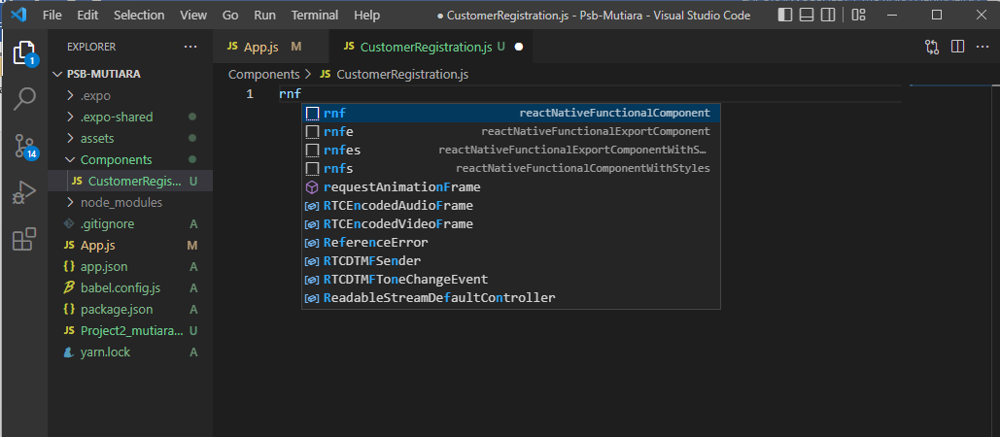 File Edit Selection View Go Run Terminal Help ● CustomerRegistration.js - Psb-Mutiara - Visual Studio Code
EXPLORER ···
JS App.js M
JS CustomerRegistration.js U ●
Components > JS CustomerRegistration.js
PSB-MUTIARA
.expo
.expo-shared
assets
Components
JS CustomerRegis... U
node_modules
.gitignore A
JS App.js M
{} app.json A
babel.config.js A
{} package.json A
JS Project2_mutiara... U
yarn.lock A
1
14
1 rnf
rnf reactNativeFunctionalComponent
rnfe reactNativeFunctionalExportComponent
rnfes reactNativeFunctionalExportComponentWithS...
rnfs reactNativeFunctionalComponentWithStyles
requestAnimationFrame
RTCEncodedAudioFrame
RTCEncodedVideoFrame
ReferenceError
RTCDTMFSender
RTCDTMFToneChangeEvent
ReadableStreamDefaultController